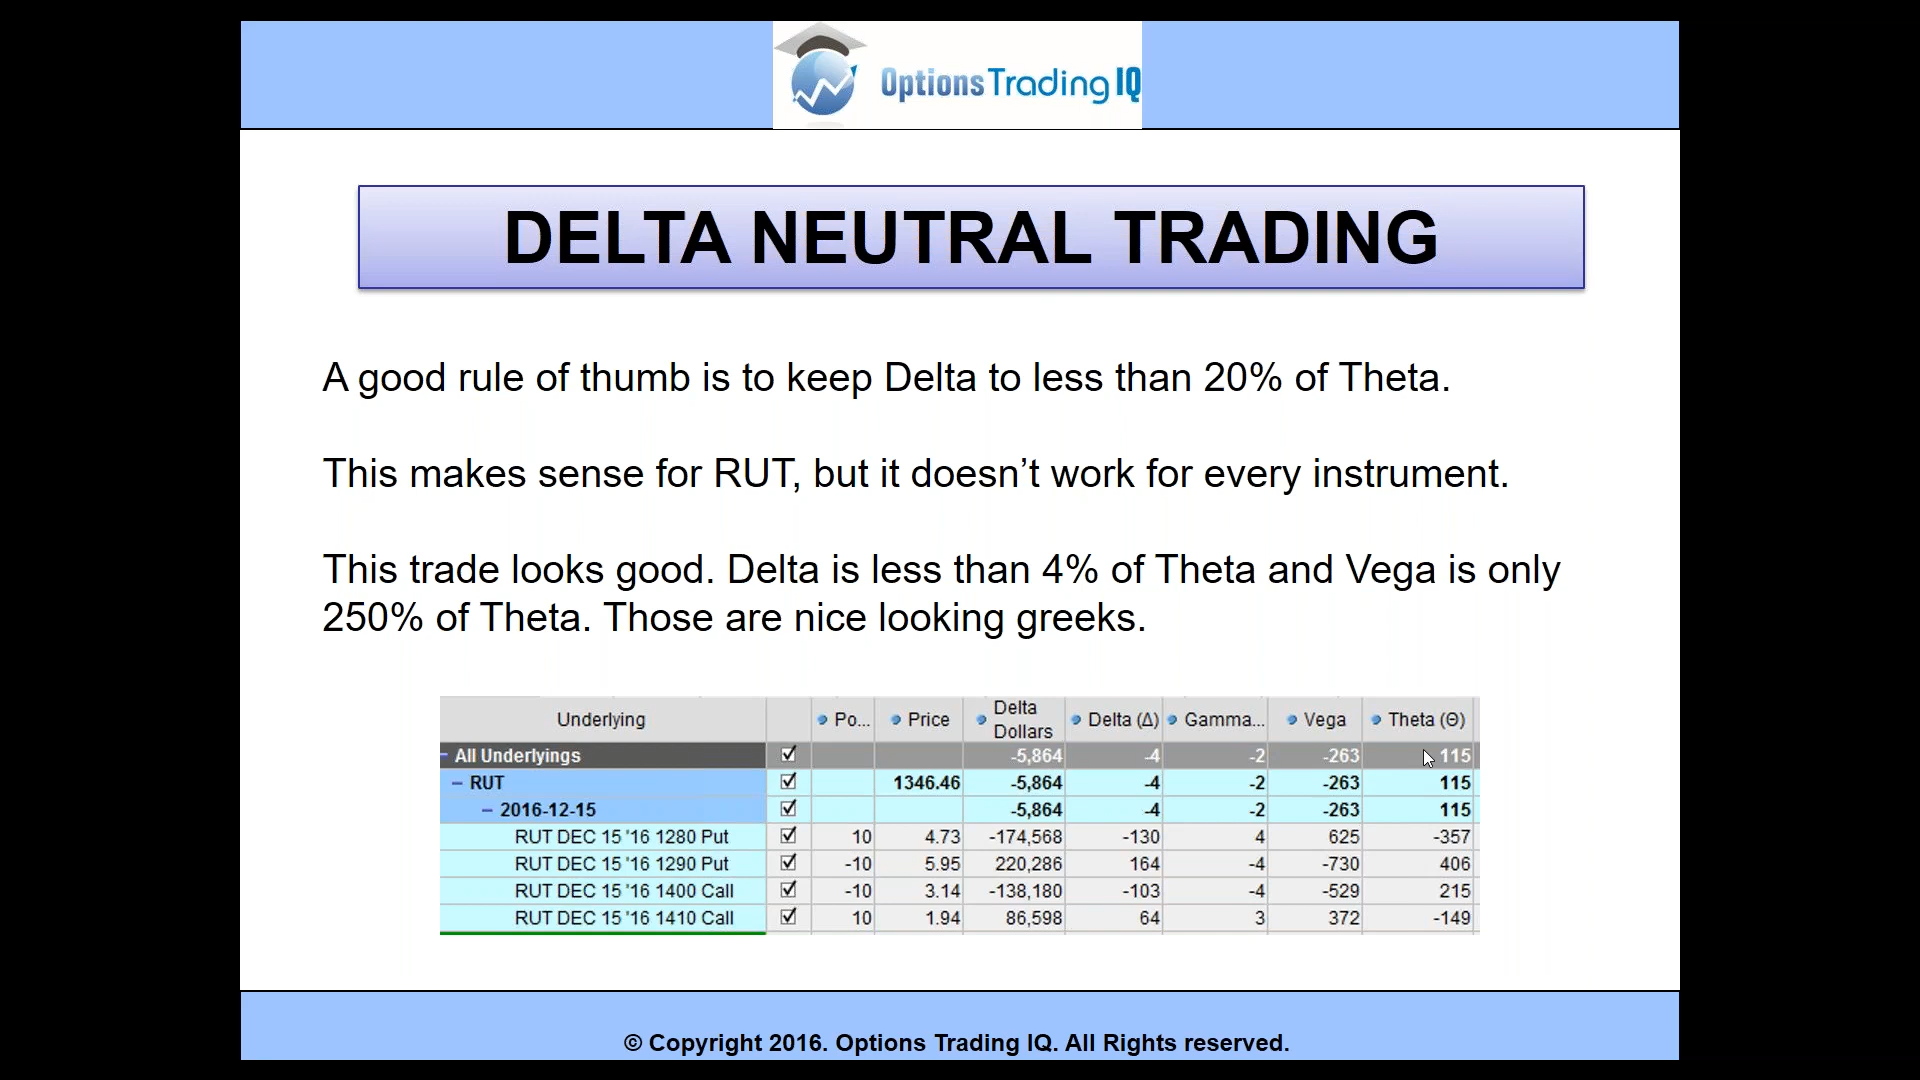 Options Trading IQ
DELTA NEUTRAL TRADING
A good rule of thumb is to keep Delta to less than 20% of Theta.
This makes sense for RUT, but it doesn’t work for every instrument.
This trade looks good. Delta is less than 4% of Theta and Vega is only
250% of Theta. Those are nice looking greeks.
Underlying Po... Price Delta Dollars Delta (Δ) Gamma... Vega Theta (Θ)
All Underlyings -5,864 -4 -2 -263 115
RUT 1346.46 -5,864 -4 -2 -263 115
2016-12-15 -5,864 -4 -2 -263 115
RUT DEC 15 '16 1280 Put 10 4.73 -174,568 -130 4 625 -357
RUT DEC 15 '16 1290 Put -10 5.95 220,286 164 -4 -730 406
RUT DEC 15 '16 1400 Call -10 3.14 -138,180 -103 -4 -529 215
RUT DEC 15 '16 1410 Call 10 1.94 86,598 64 3 372 -149
© Copyright 2016. Options Trading IQ. All Rights reserved.